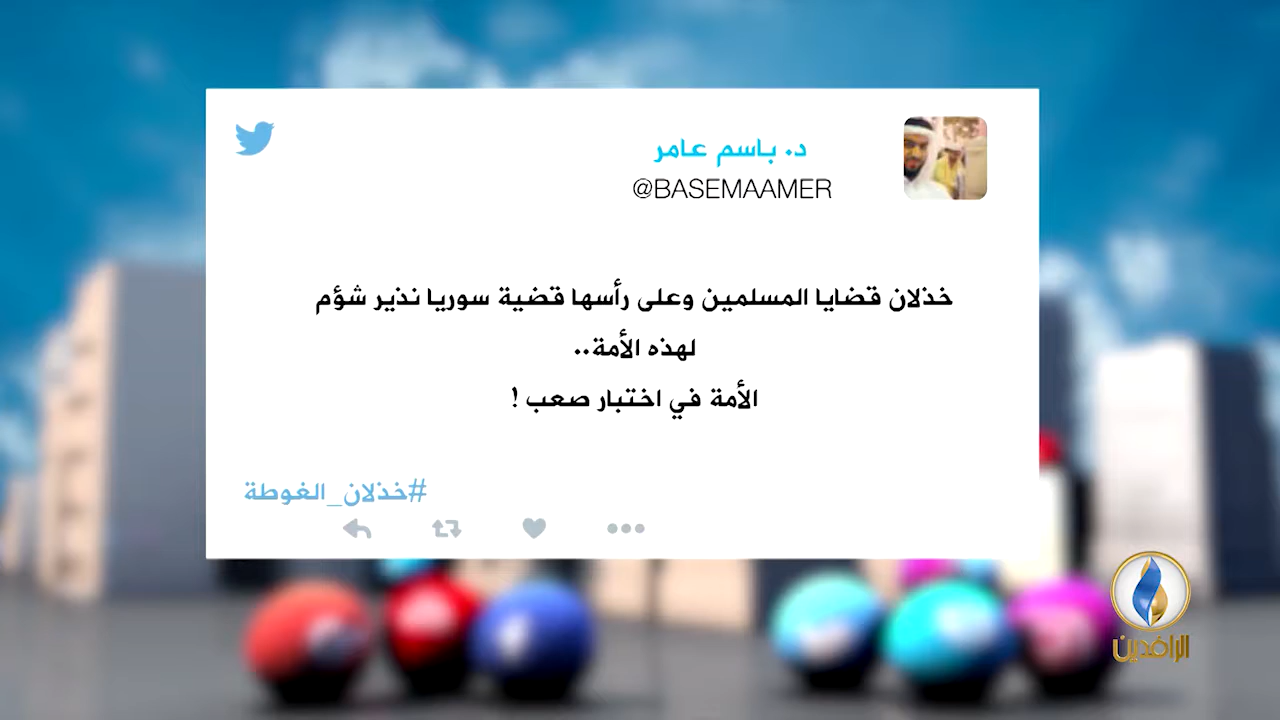 د. باسم عامر
@BASEMAAMER
خذلان قضايا المسلمين وعلى رأسها قضية سوريا نذير شؤم
لهذه الأمة..
الأمة في اختبار صعب !
#خذلان_الغوطة
الرافدين